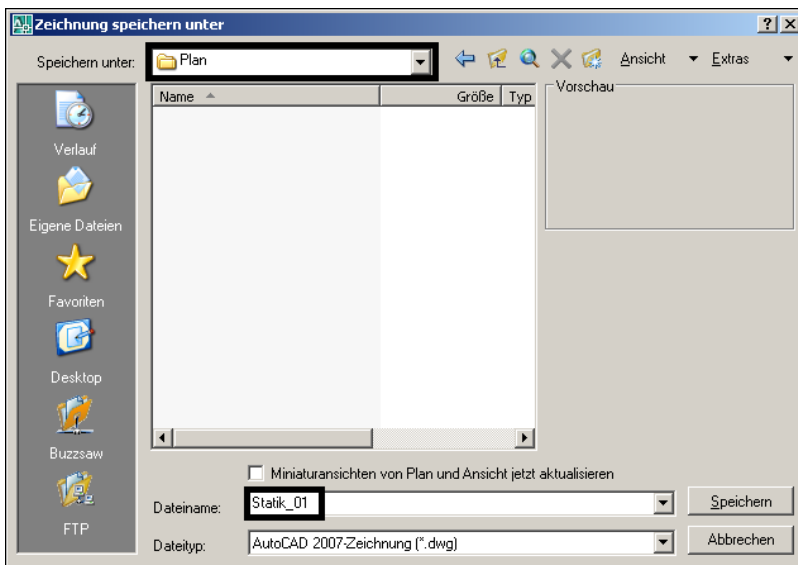 Zeichnung speichern unter
Speichern unter: Plan Ansicht Extras
Name Größe Typ Vorschau
Verlauf
Eigene Dateien
Favoriten
Desktop
Buzzsaw
FTP
Miniaturansichten von Plan und Ansicht jetzt aktualisieren
Dateiname: Statik_01 Speichern
Dateityp: AutoCAD 2007-Zeichnung (*.dwg) Abbrechen